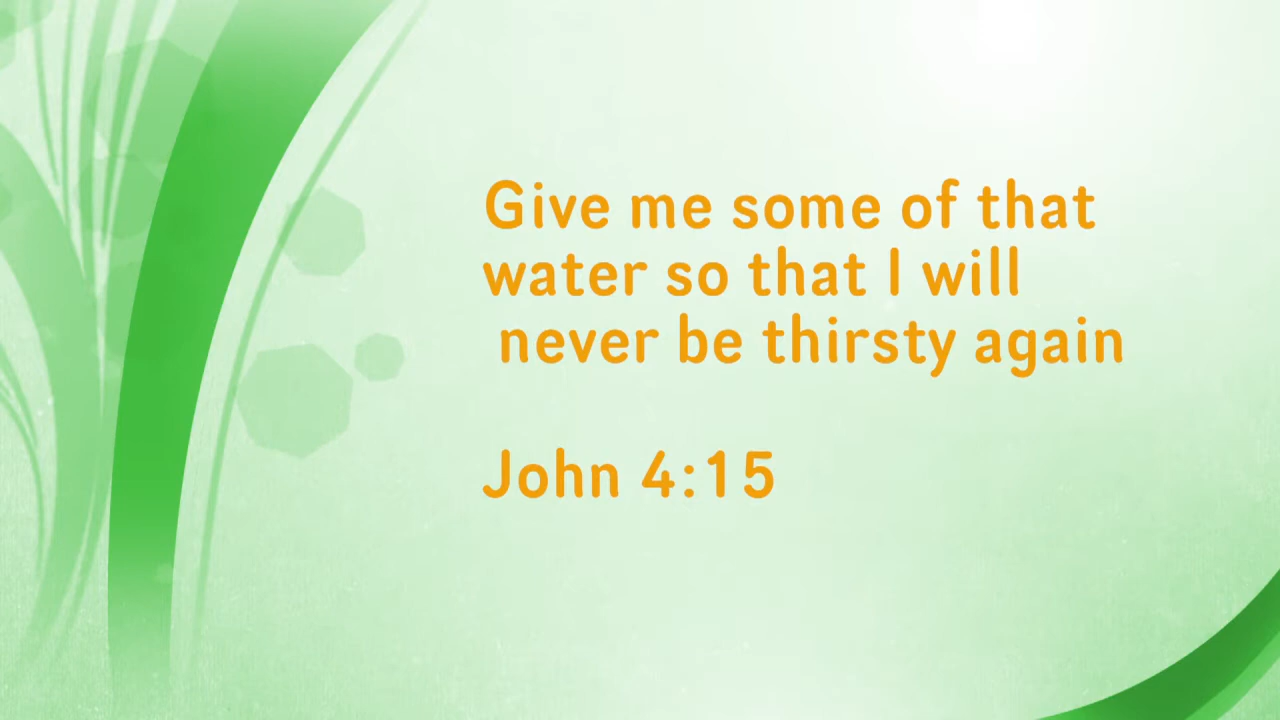 Give me some of that
water so that I will
never be thirsty again
John 4:15